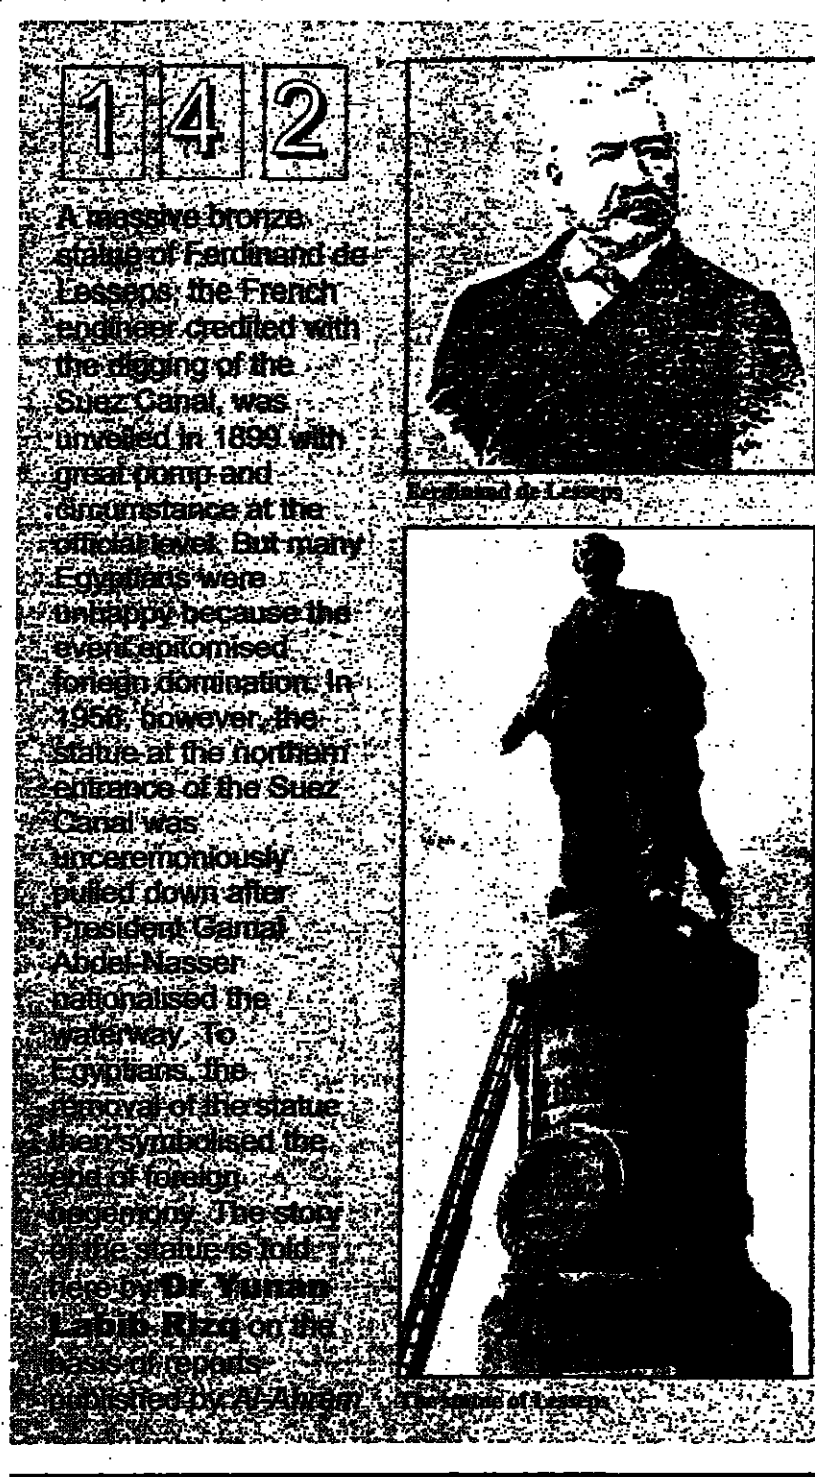 142
A massive bronze
statue of Ferdinand de
Lesseps, the French
engineer credited with
the digging of the
Suez Canal, was
unveiled in 1899 with
great pomp and
circumstance at the
official level. But many
Egyptians were
unhappy because the
event epitomised
foriegn domination. In
1956, however, the
statue at the northern
entrance of the Suez
Canal was
unceremoniously
pulled down after
President Gamal
Abdel-Nasser
nationalised the
waterway. To
Egyptians, the
removal of the statue
then symbolised the
end of foreign
hegemony. The story
of the statue is told
here by Dr Yunan
Labib Rizq on the
basis of reports
published by Al-Ahram
Ferdinand de Lesseps
The statue of Lesseps